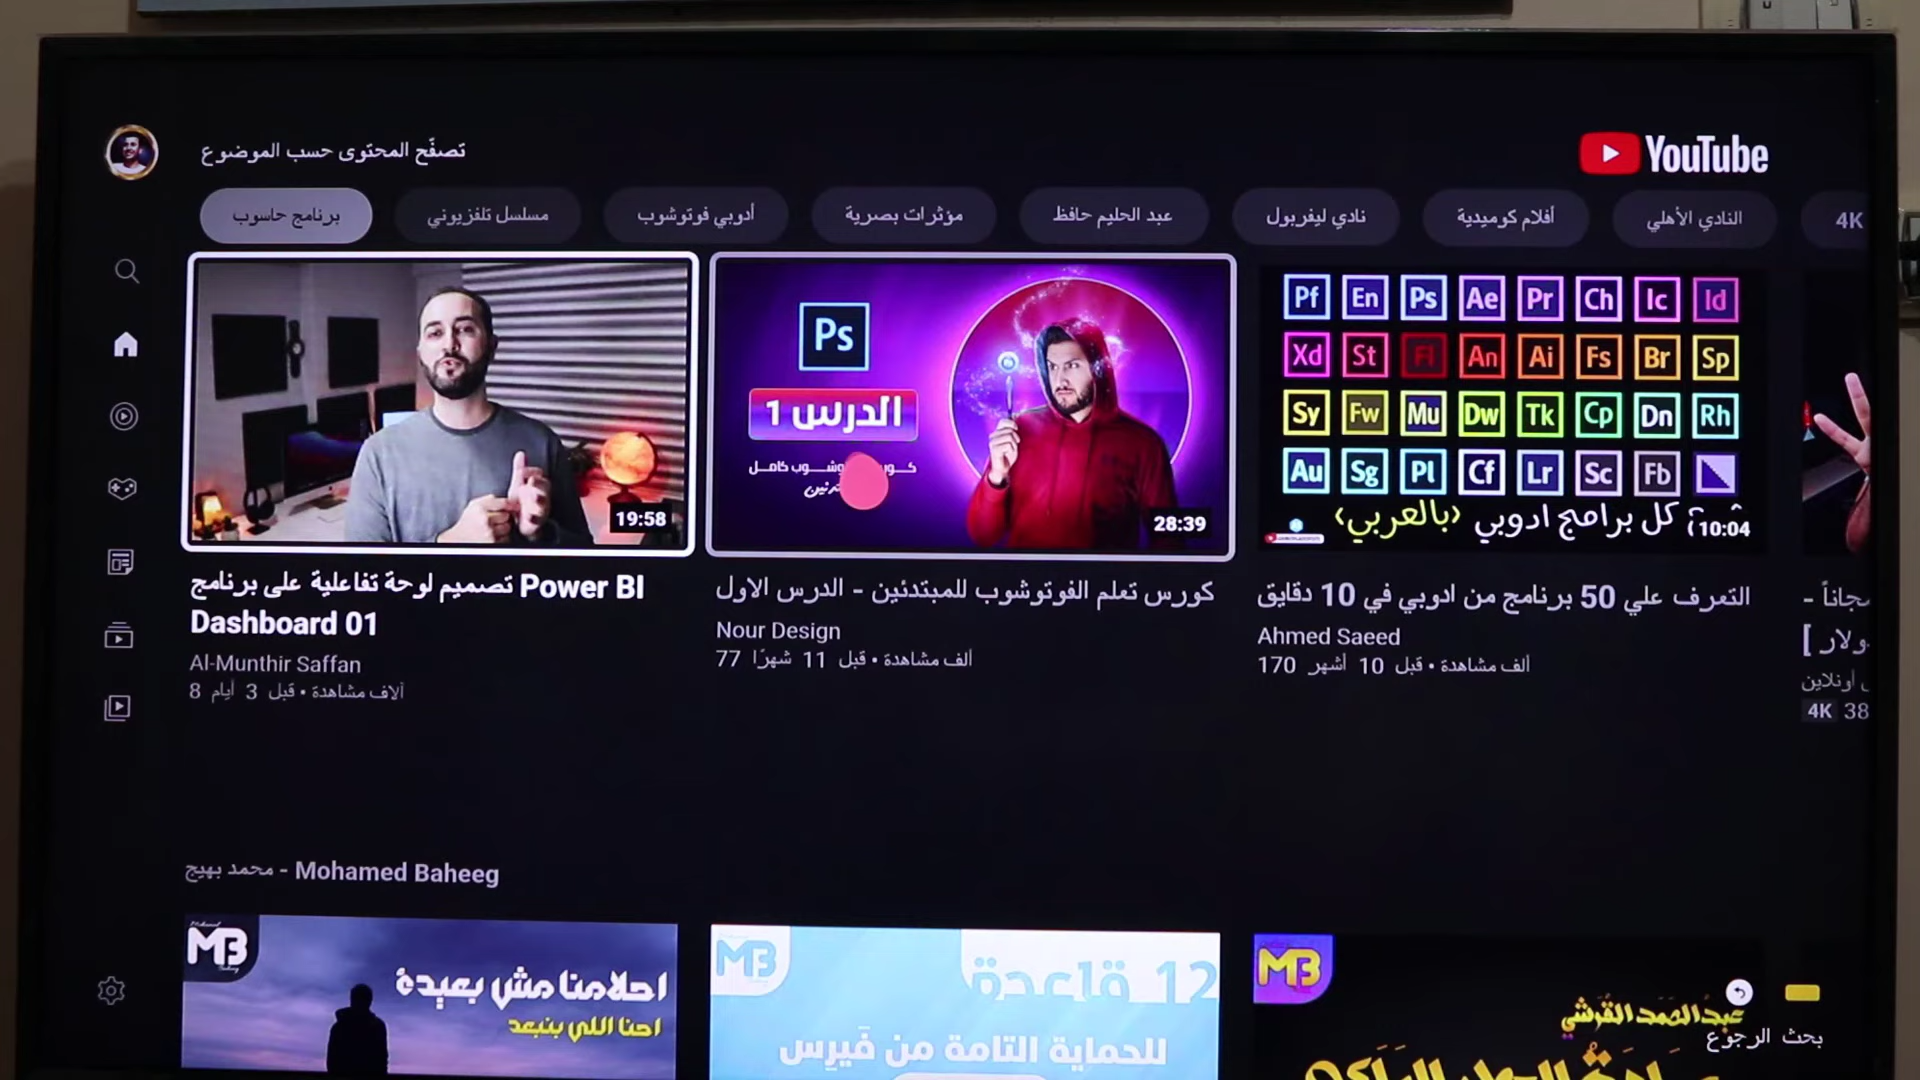 تصفّح المحتوى حسب الموضوع
YouTube
برنامج حاسوب
مسلسل تلفزيوني
أدوبي فوتوشوب
مؤثرات بصرية
عبد الحليم حافظ
نادي ليفربول
أفلام كوميدية
النادي الأهلي
4K
19:58
Ps
الدرس 1
كامل
28:39
Pf En Ps Ae Pr Ch Ic Id
Xd St Fl An Ai Fs Br Sp
Sy Fw Mu Dw Tk Cp Dn Rh
Au Sg Pl Cf Lr Sc Fb
كل برامج ادوبي
(بالعربي)
10:04
تصميم لوحة تفاعلية على برنامج Power BI
Dashboard 01
Al-Munthir Saffan
8 آلاف مشاهدة • قبل 3 أيام
كورس تعلم الفوتوشوب للمبتدئين - الدرس الاول
Nour Design
77 ألف مشاهدة • قبل 11 شهرًا
التعرف علي 50 برنامج من ادوبي في 10 دقايق
Ahmed Saeed
170 ألف مشاهدة • قبل 10 أشهر
أونلاين
4K 38
محمد بهيج - Mohamed Baheeg
MB
احلامنا مش بعيدة
احنا اللي بنبعد
MB
12 قاعدة
للحماية التامة من فَيرِس
MB
عبدُ الصَمَد القُرَشي
بحث الرجوع